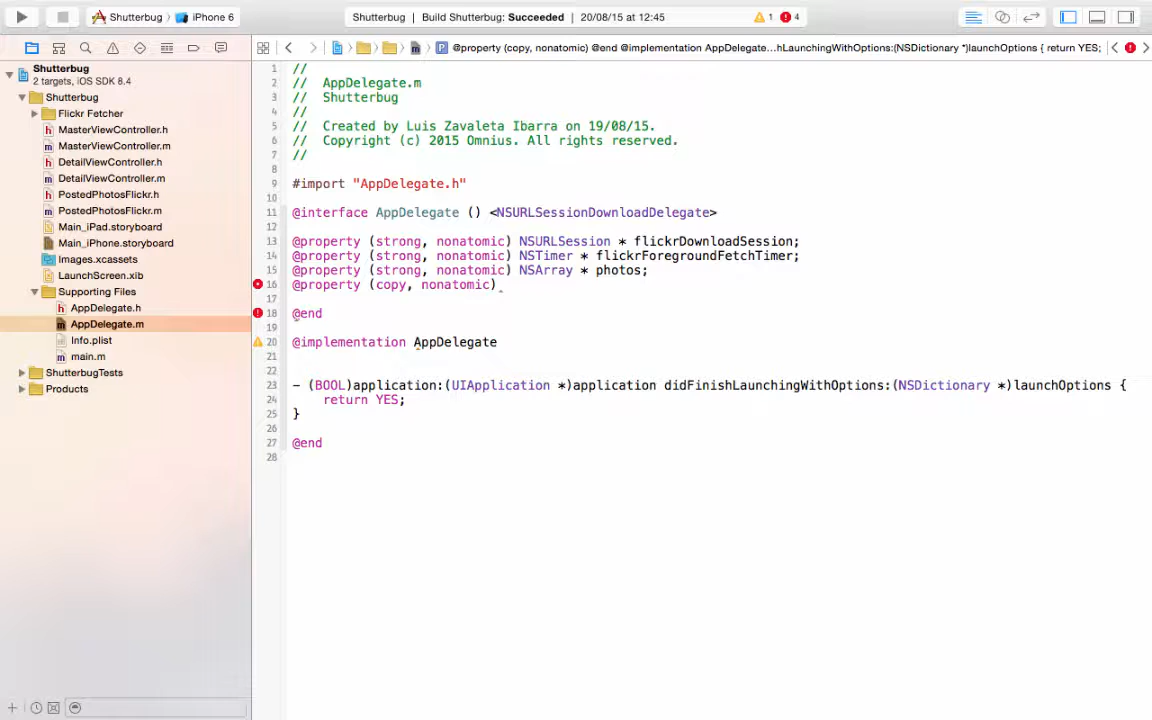 Shutterbug iPhone 6
Shutterbug | Build Shutterbug: Succeeded | 20/08/15 at 12:45
1 4
@property (copy, nonatomic) @end @implementation AppDelegate...hLaunchingWithOptions:(NSDictionary *)launchOptions { return YES;
Shutterbug
2 targets, iOS SDK 8.4
Shutterbug
Flickr Fetcher
h MasterViewController.h
m MasterViewController.m
h DetailViewController.h
m DetailViewController.m
h PostedPhotosFlickr.h
m PostedPhotosFlickr.m
Main_iPad.storyboard
Main_iPhone.storyboard
Images.xcassets
LaunchScreen.xib
Supporting Files
h AppDelegate.h
m AppDelegate.m
Info.plist
m main.m
ShutterbugTests
Products
1 //
2 //  AppDelegate.m
3 //  Shutterbug
4 //
5 //  Created by Luis Zavaleta Ibarra on 19/08/15.
6 //  Copyright (c) 2015 Omnius. All rights reserved.
7 //
8
9 #import "AppDelegate.h"
10
11 @interface AppDelegate () <NSURLSessionDownloadDelegate>
12
13 @property (strong, nonatomic) NSURLSession * flickrDownloadSession;
14 @property (strong, nonatomic) NSTimer * flickrForegroundFetchTimer;
15 @property (strong, nonatomic) NSArray * photos;
16 @property (copy, nonatomic)
17
18 @end
19
20 @implementation AppDelegate
21
22
23 - (BOOL)application:(UIApplication *)application didFinishLaunchingWithOptions:(NSDictionary *)launchOptions {
24     return YES;
25 }
26
27 @end
28